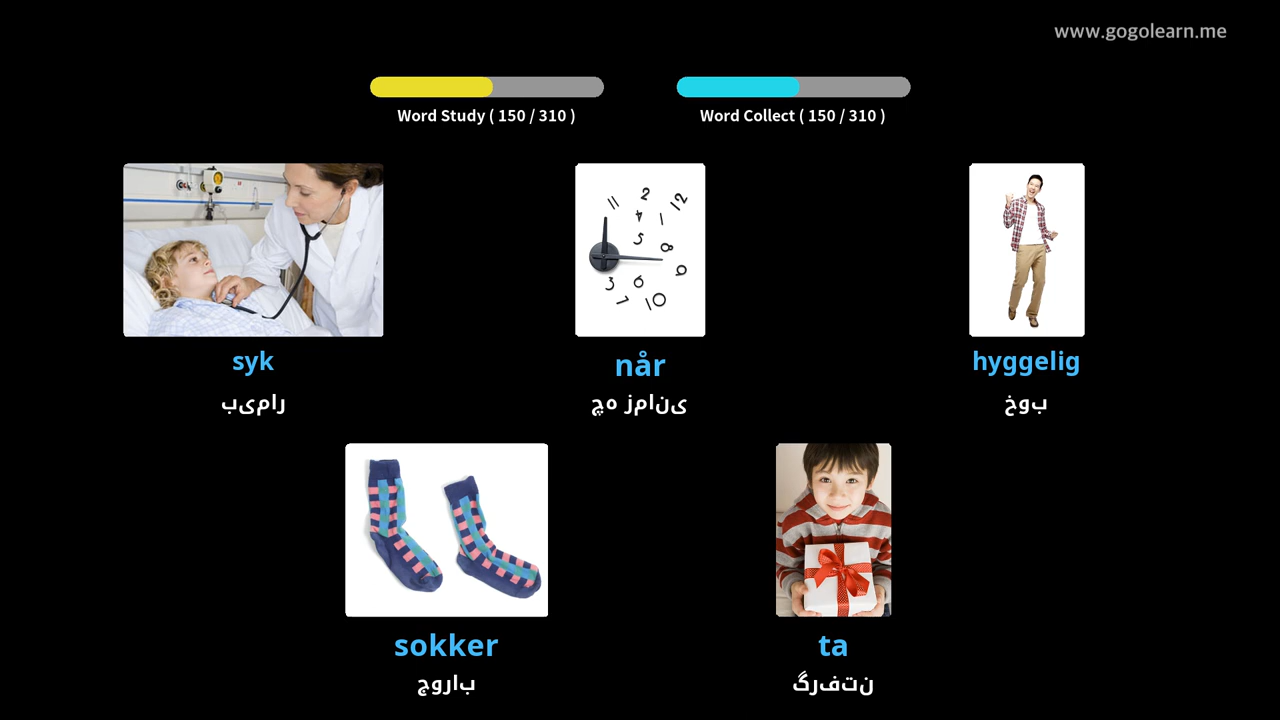 www.gogolearn.me
Word Study ( 150 / 310 )
Word Collect ( 150 / 310 )
syk
بیمار
når
چه زمانی
hyggelig
خوب
sokker
جوراب
ta
گرفتن